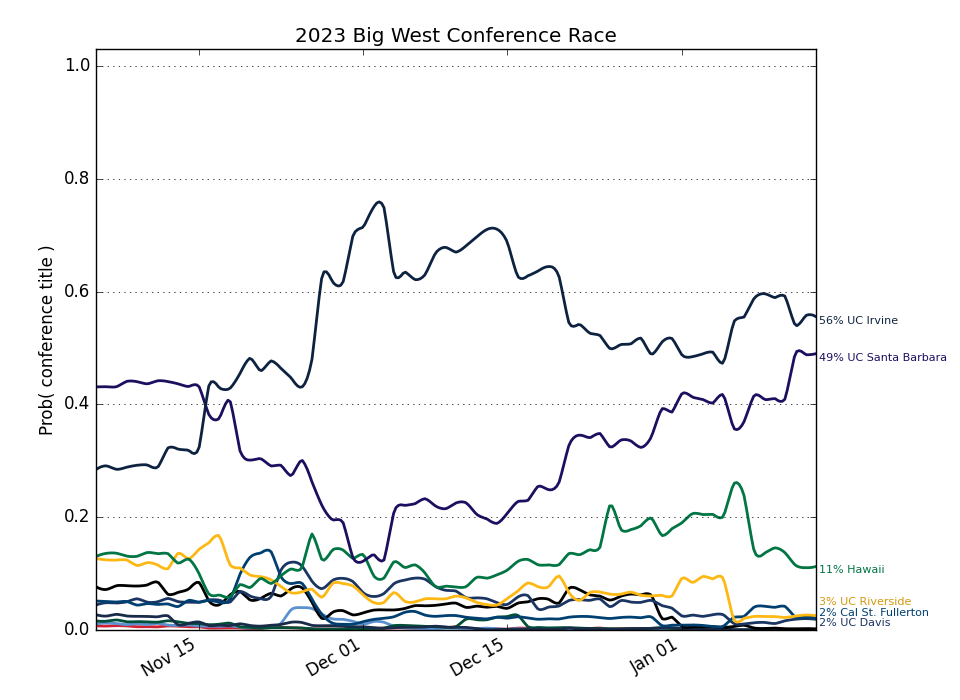 2023 Big West Conference Race
Prob( conference title )
1.0
0.8
0.6
0.4
0.2
0.0
Nov 15
Dec 01
Dec 15
Jan 01
56% UC Irvine
49% UC Santa Barbara
11% Hawaii
3% UC Riverside
2% Cal St. Fullerton
2% UC Davis